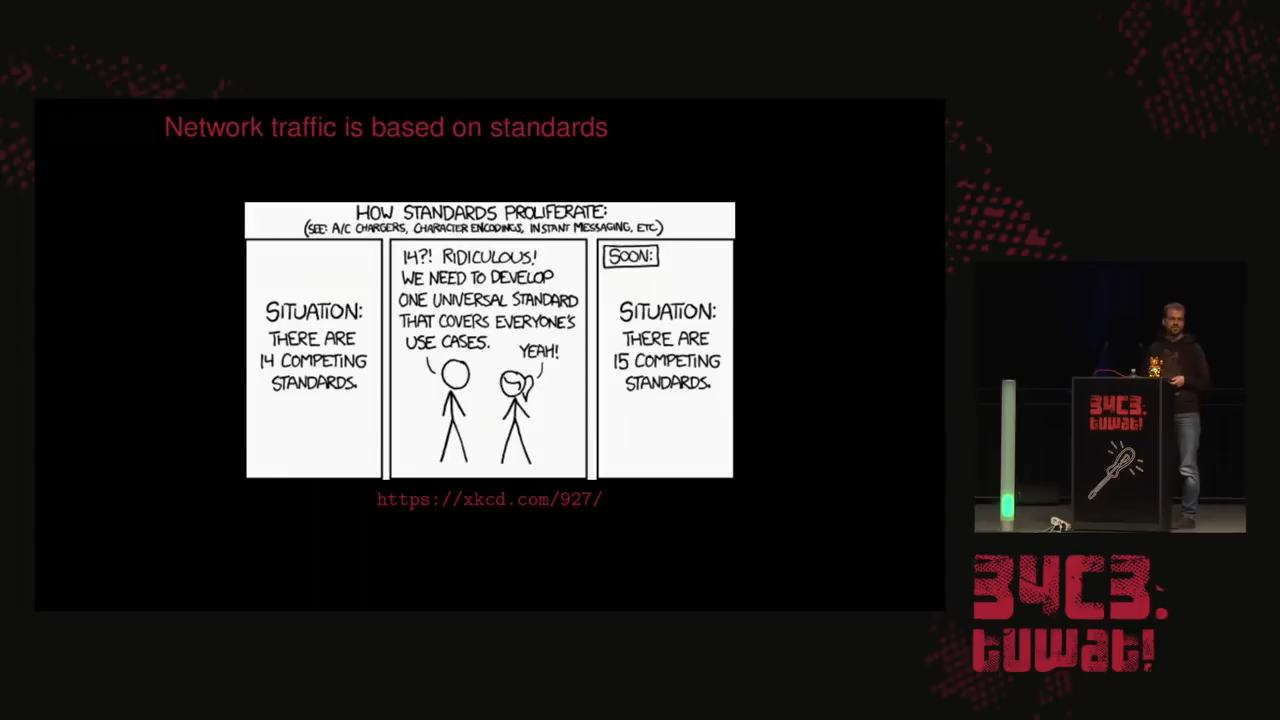 Network traffic is based on standards
HOW STANDARDS PROLIFERATE:
(SEE: A/C CHARGERS, CHARACTER ENCODINGS, INSTANT MESSAGING, ETC.)
SITUATION:
THERE ARE
14 COMPETING
STANDARDS.
14?! RIDICULOUS!
WE NEED TO DEVELOP
ONE UNIVERSAL STANDARD
THAT COVERS EVERYONE'S
USE CASES.
YEAH!
SOON:
SITUATION:
THERE ARE
15 COMPETING
STANDARDS.
https://xkcd.com/927/
34C3.
tuwat!
34C3.
tuwat!